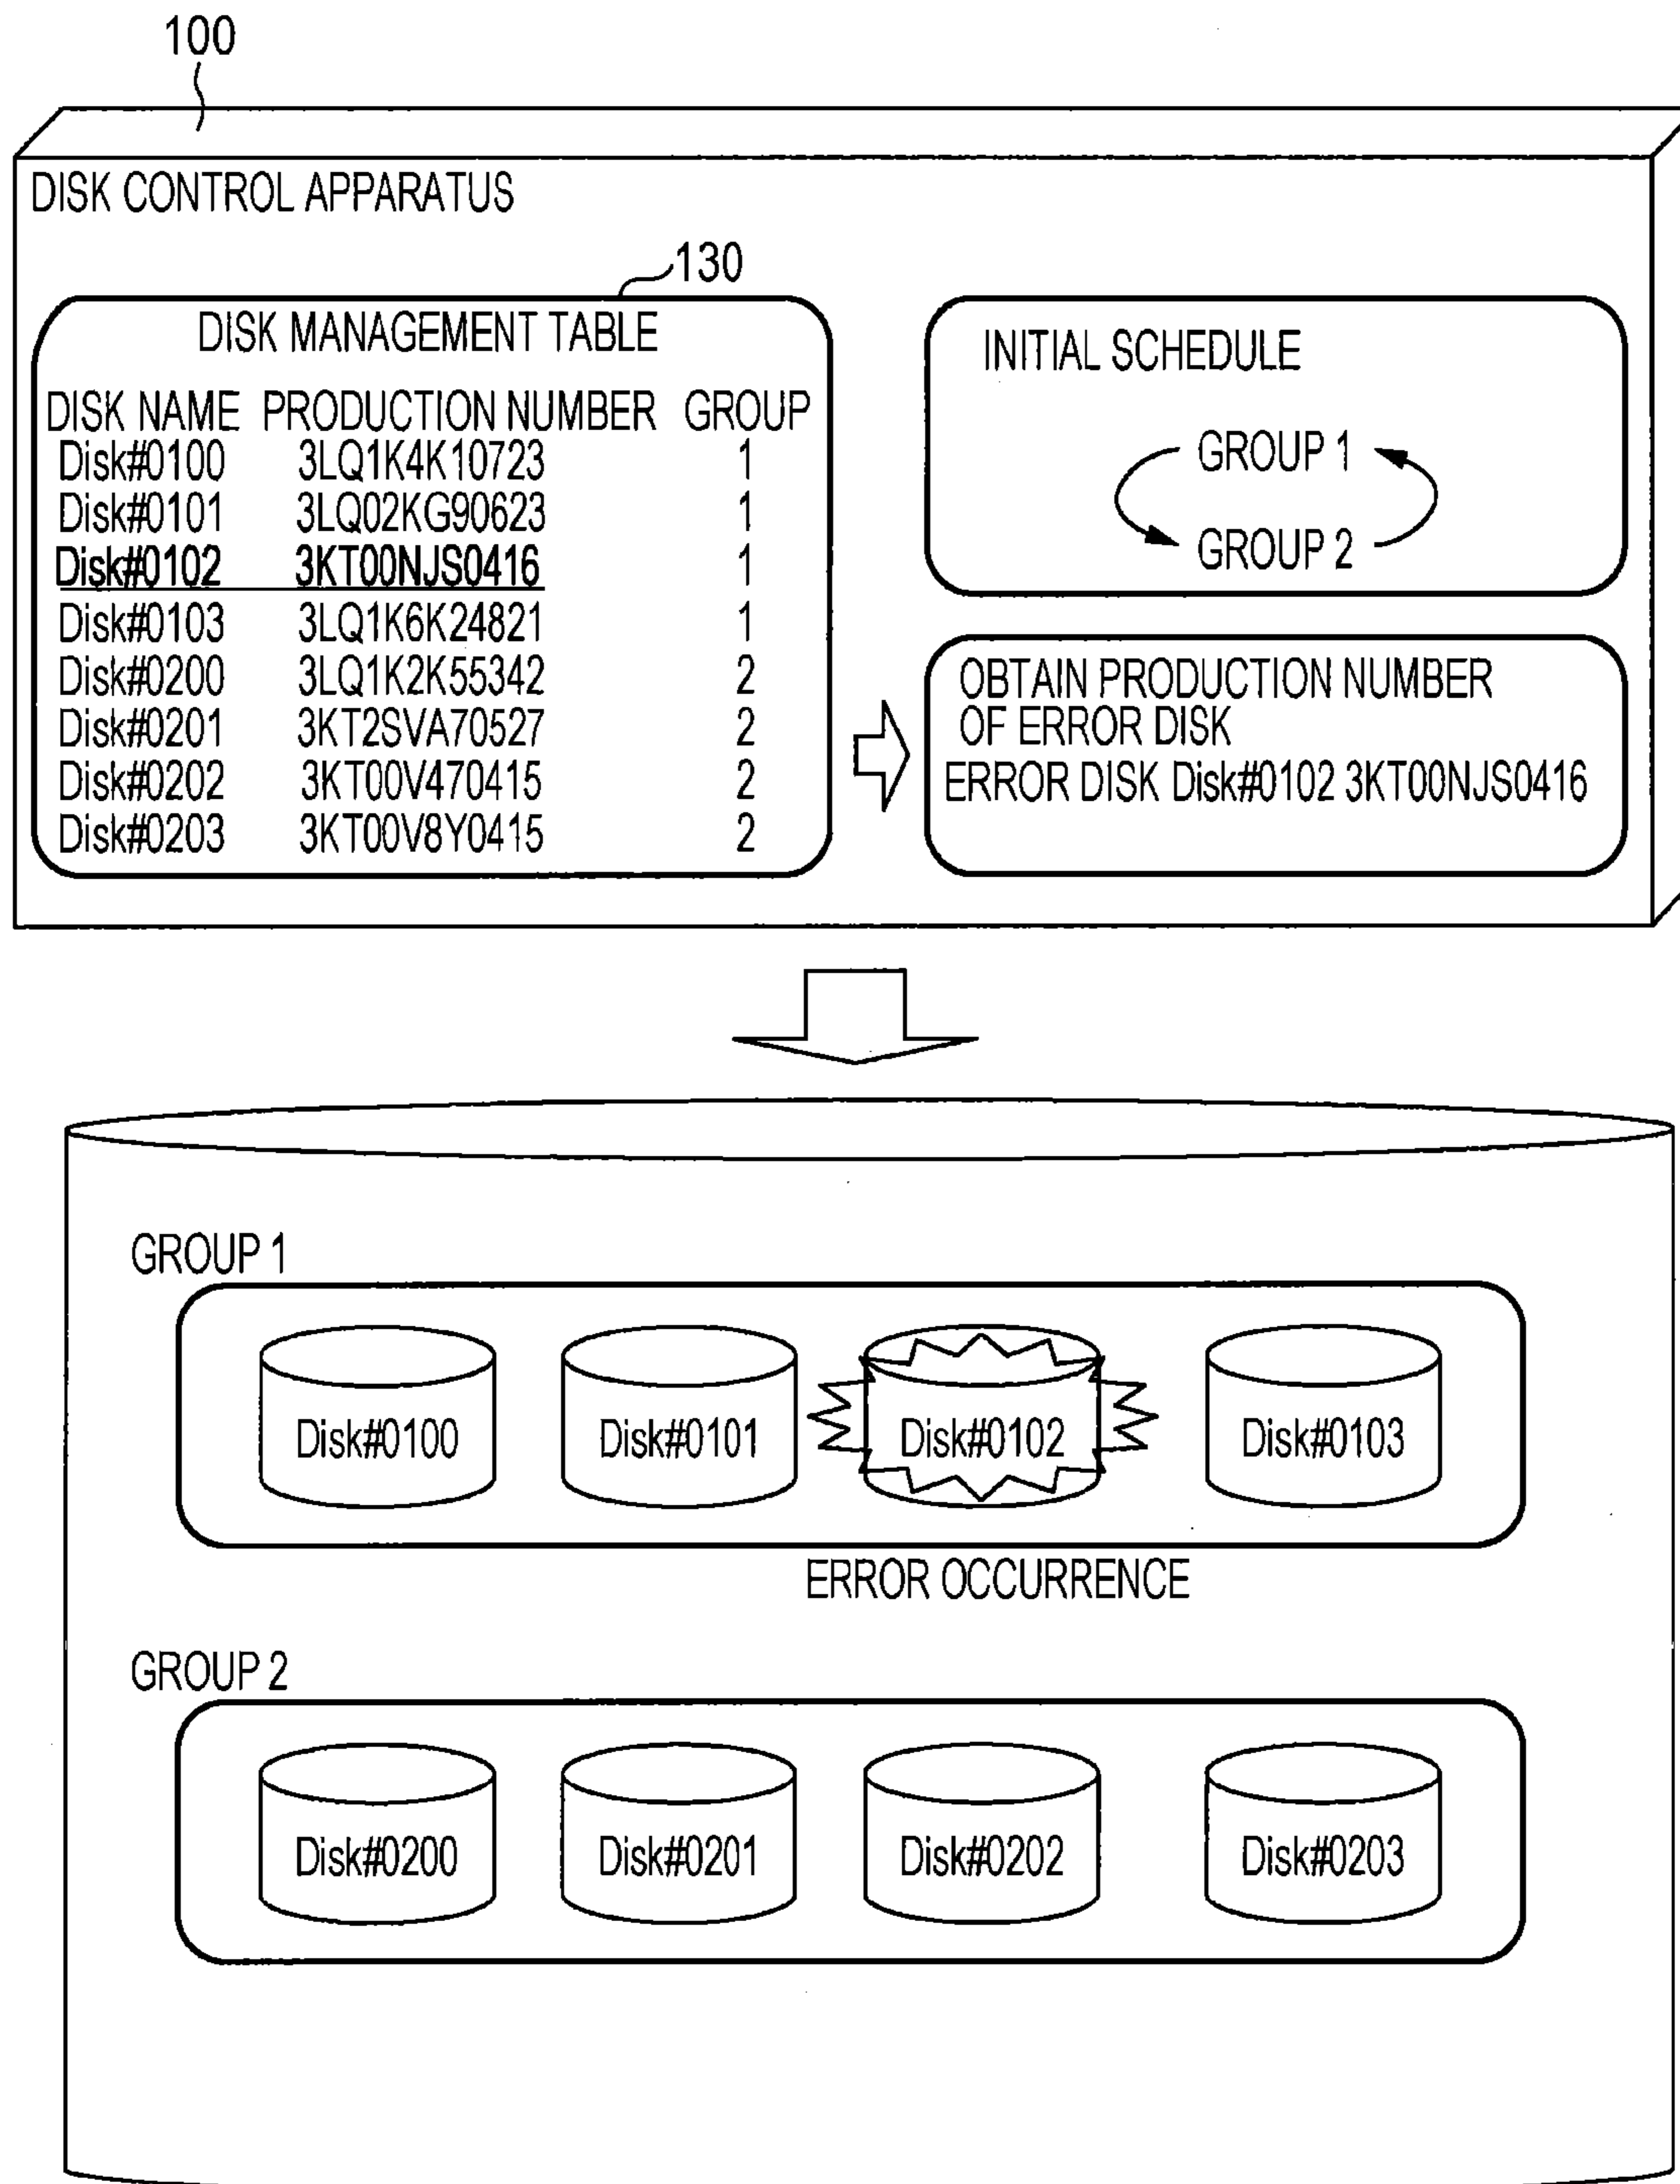 100
DISK CONTROL APPARATUS
130
DISK MANAGEMENT TABLE
DISK NAME PRODUCTION NUMBER GROUP
Disk#0100 3LQ1K4K10723 1
Disk#0101 3LQ02KG90623 1
Disk#0102 3KT00NJS0416 1
Disk#0103 3LQ1K6K24821 1
Disk#0200 3LQ1K2K55342 2
Disk#0201 3KT2SVA70527 2
Disk#0202 3KT00V470415 2
Disk#0203 3KT00V8Y0415 2
INITIAL SCHEDULE
GROUP 1
GROUP 2
OBTAIN PRODUCTION NUMBER
OF ERROR DISK
ERROR DISK Disk#0102 3KT00NJS0416
GROUP 1
Disk#0100 Disk#0101 Disk#0102 Disk#0103
ERROR OCCURRENCE
GROUP 2
Disk#0200 Disk#0201 Disk#0202 Disk#0203